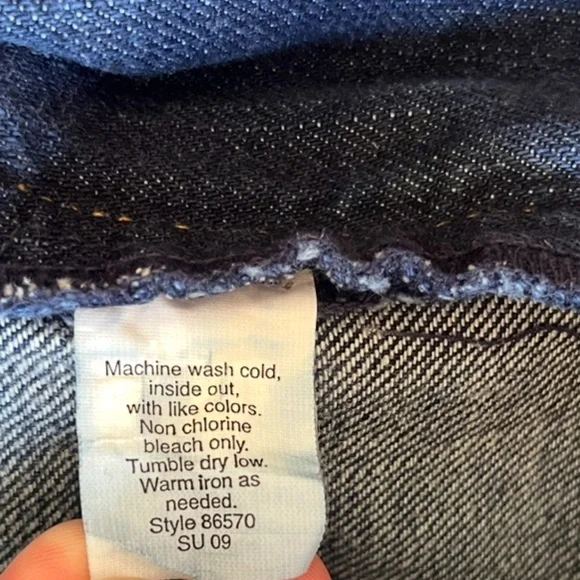 Machine wash cold,
inside out,
with like colors.
Non chlorine
bleach only.
Tumble dry low.
Warm iron as
needed.
Style 86570
SU 09